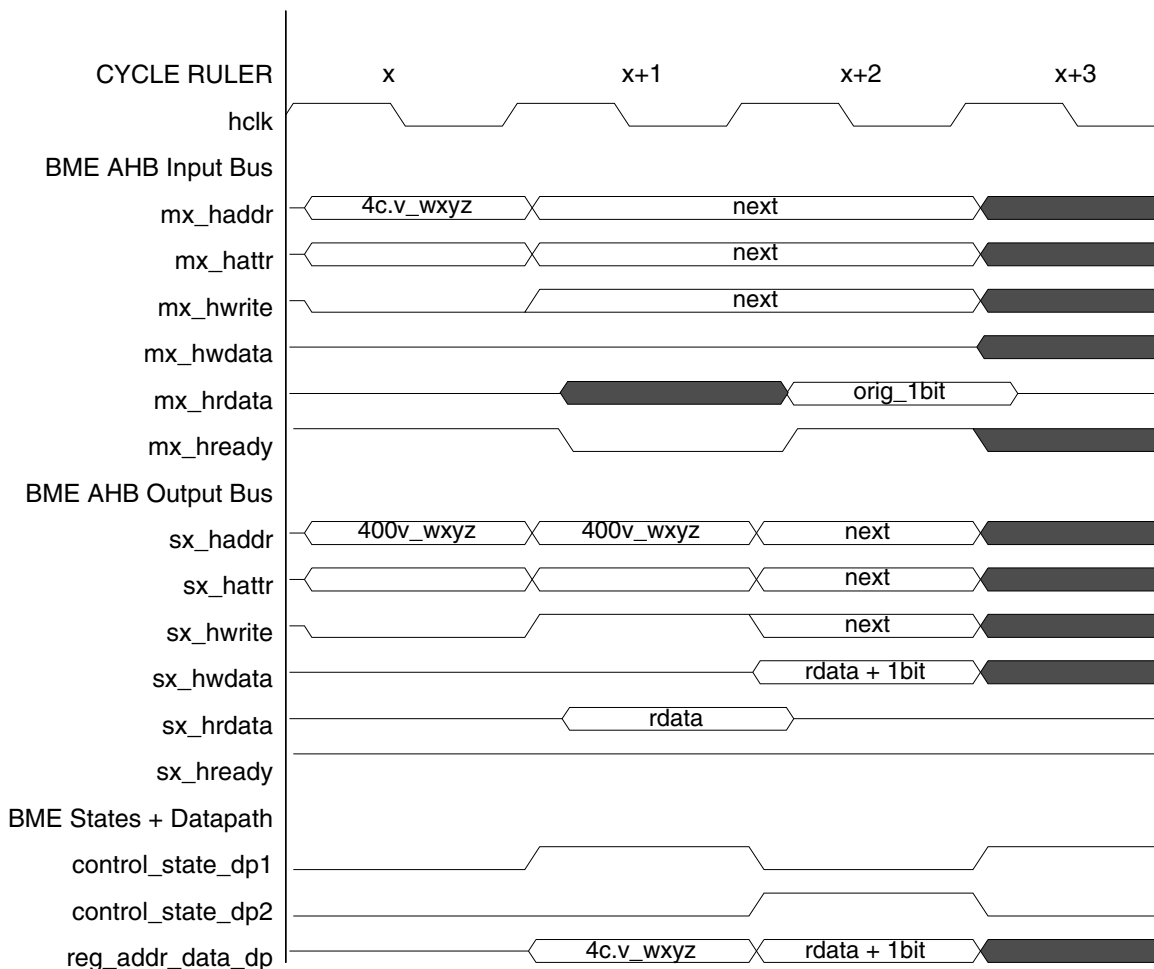 CYCLE RULER x x+1 x+2 x+3
hclk
BME AHB Input Bus
mx_haddr 4c.v_wxyz next
mx_hattr next
mx_hwrite next
mx_hwdata
mx_hrdata orig_1bit
mx_hready
BME AHB Output Bus
sx_haddr 400v_wxyz 400v_wxyz next
sx_hattr next
sx_hwrite next
sx_hwdata rdata + 1bit
sx_hrdata rdata
sx_hready
BME States + Datapath
control_state_dp1
control_state_dp2
reg_addr_data_dp 4c.v_wxyz rdata + 1bit